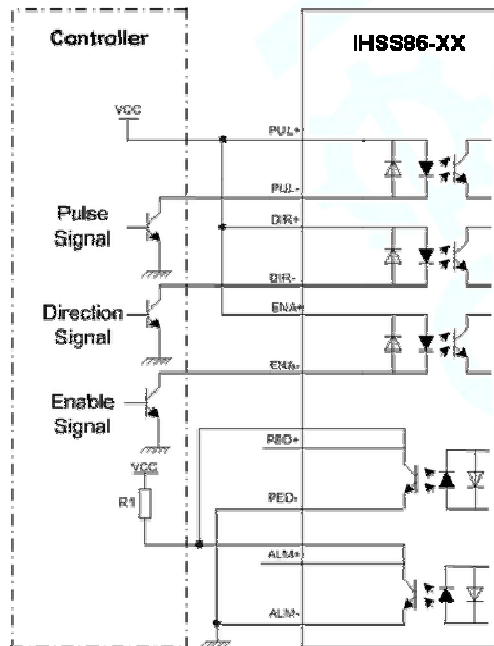 Controller
IHSS86-XX
VCC
PUL+
PUL-
Pulse
Signal
DIR+
DIR-
Direction
Signal
ENA+
ENA-
Enable
Signal
VCC
R1
PED+
PED-
ALM+
ALM-